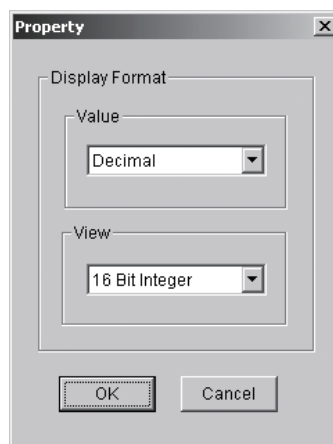 Property
Display Format
Value
Decimal
View
16 Bit Integer
OK Cancel